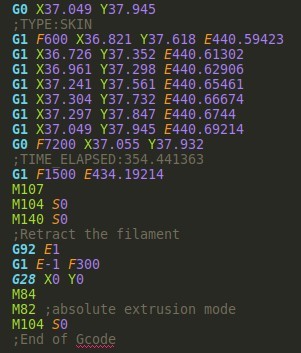 G0 X37.049 Y37.945
;TYPE:SKIN
G1 F600 X36.821 Y37.618 E440.59423
G1 X36.726 Y37.352 E440.61302
G1 X36.961 Y37.298 E440.62906
G1 X37.241 Y37.561 E440.65461
G1 X37.304 Y37.732 E440.66674
G1 X37.297 Y37.847 E440.6744
G1 X37.049 Y37.945 E440.69214
G0 F7200 X37.055 Y37.932
;TIME_ELAPSED:354.441363
G1 F1500 E434.19214
M107
M104 S0
M140 S0
;Retract the filament
G92 E1
G1 E-1 F300
G28 X0 Y0
M84
M82 ;absolute extrusion mode
M104 S0
;End of Gcode